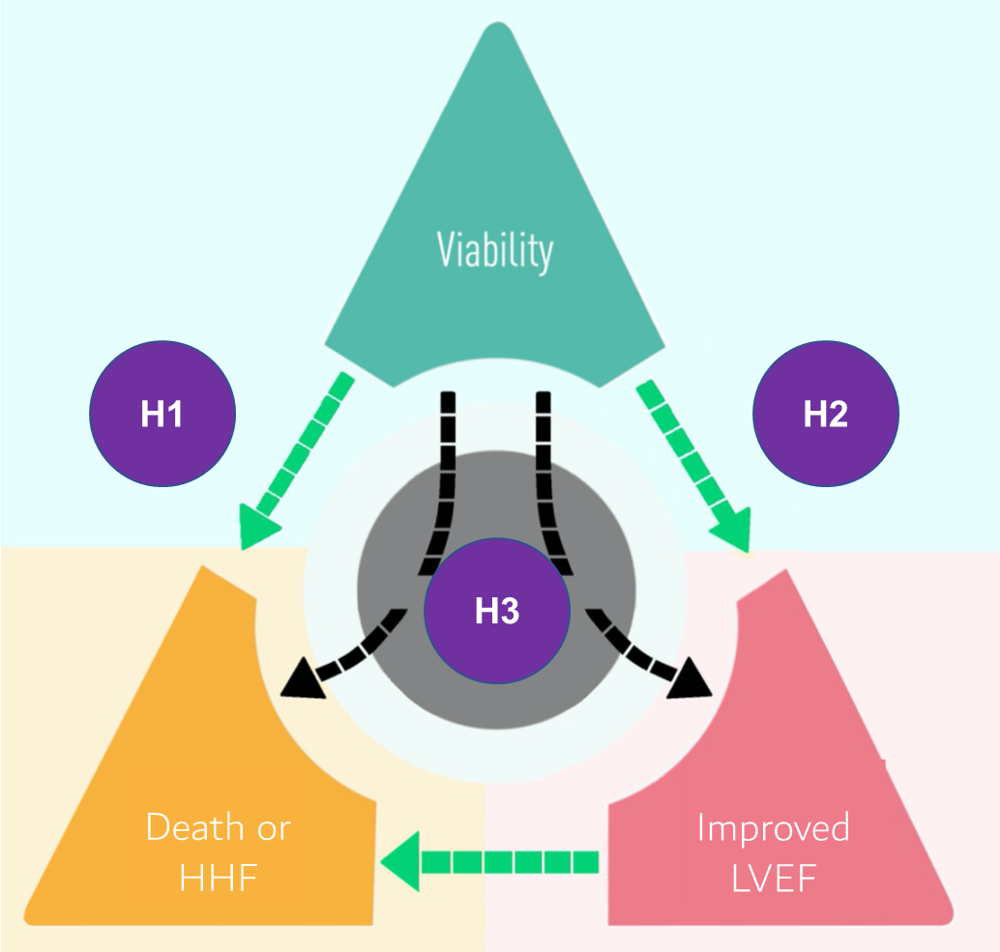 Viability
H1
H2
H3
Death or
HHF
Improved
LVEF